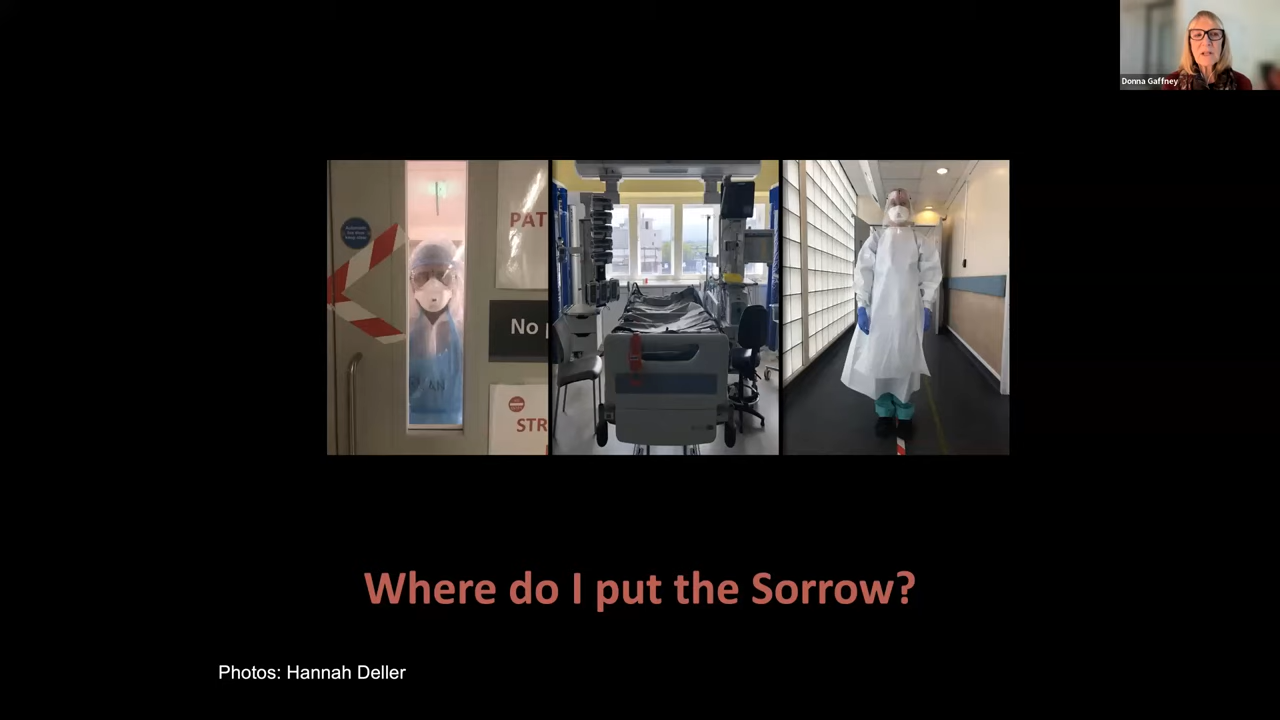 Donna Gaffney
PAT
No
STR
Where do I put the Sorrow?
Photos: Hannah Deller